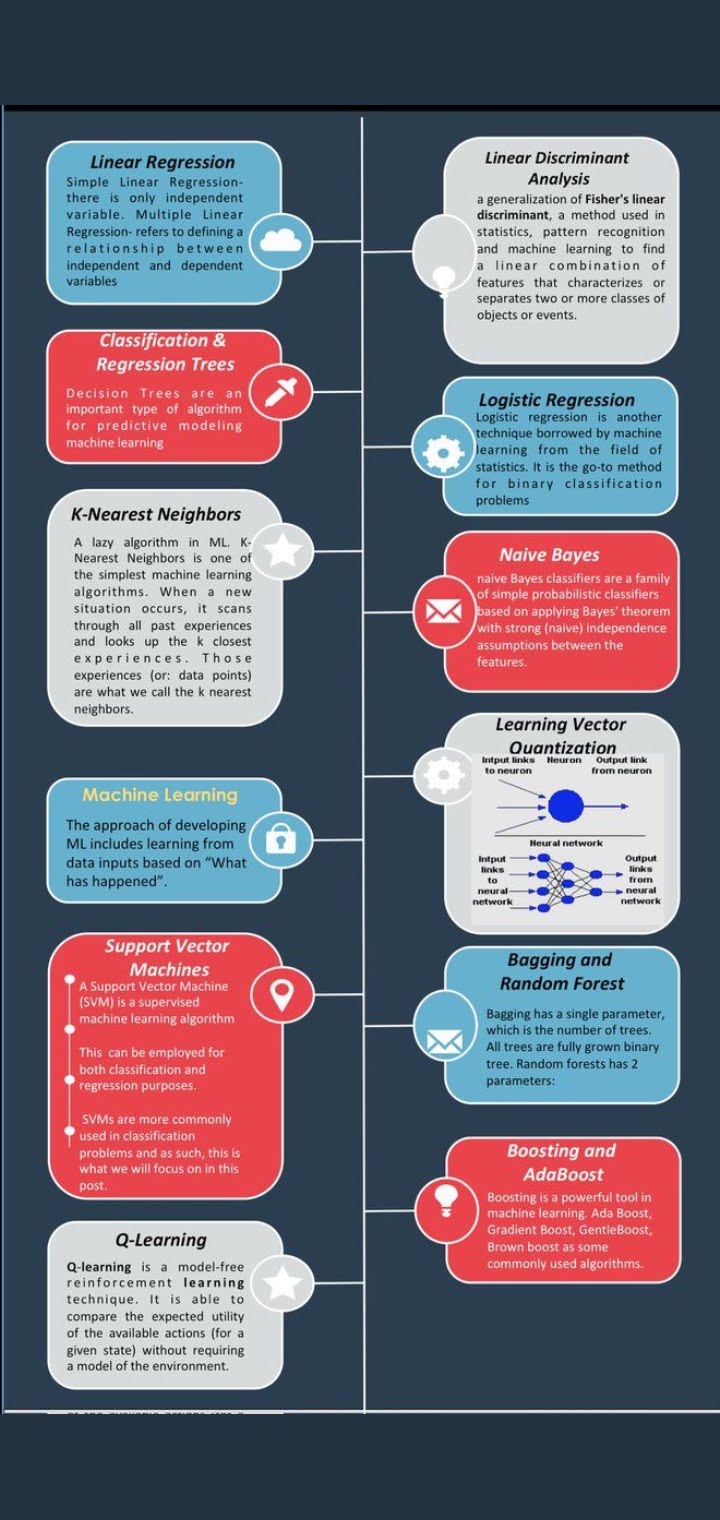 Linear Regression
Simple Linear Regression-
there is only independent
variable. Multiple Linear
Regression- refers to defining a
relationship between
independent and dependent
variables
Classification &
Regression Trees
Decision Trees are an
important type of algorithm
for predictive modeling
machine learning
K-Nearest Neighbors
A lazy algorithm in ML. K-
Nearest Neighbors is one of
the simplest machine learning
algorithms. When a new
situation occurs, it scans
through all past experiences
and looks up the k closest
experiences. Those
experiences (or: data points)
are what we call the k nearest
neighbors.
Machine Learning
The approach of developing
ML includes learning from
data inputs based on “What
has happened”.
Support Vector
Machines
A Support Vector Machine
(SVM) is a supervised
machine learning algorithm
This can be employed for
both classification and
regression purposes.
SVMs are more commonly
used in classification
problems and as such, this is
what we will focus on in this
post.
Q-Learning
Q-learning is a model-free
reinforcement learning
technique. It is able to
compare the expected utility
of the available actions (for a
given state) without requiring
a model of the environment.
Linear Discriminant
Analysis
a generalization of Fisher's linear
discriminant, a method used in
statistics, pattern recognition
and machine learning to find
a linear combination of
features that characterizes or
separates two or more classes of
objects or events.
Logistic Regression
Logistic regression is another
technique borrowed by machine
learning from the field of
statistics. It is the go-to method
for binary classification
problems
Naive Bayes
naive Bayes classifiers are a family
of simple probabilistic classifiers
based on applying Bayes' theorem
with strong (naive) independence
assumptions between the
features.
Learning Vector
Quantization
Intput links
to neuron
Neuron
Output link
from neuron
Neural network
Intput
links
to
neural
network
Output
links
from
neural
network
Bagging and
Random Forest
Bagging has a single parameter,
which is the number of trees.
All trees are fully grown binary
tree. Random forests has 2
parameters:
Boosting and
AdaBoost
Boosting is a powerful tool in
machine learning. Ada Boost,
Gradient Boost, GentleBoost,
Brown boost as some
commonly used algorithms.